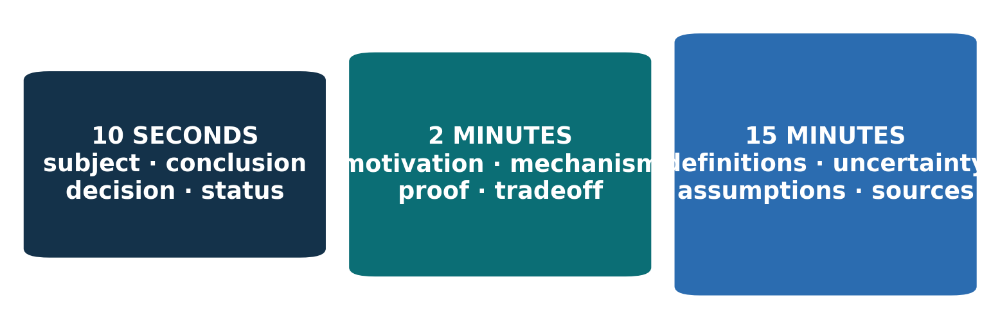 10 SECONDS
subject · conclusion
decision · status
2 MINUTES
motivation · mechanism
proof · tradeoff
15 MINUTES
definitions · uncertainty
assumptions · sources